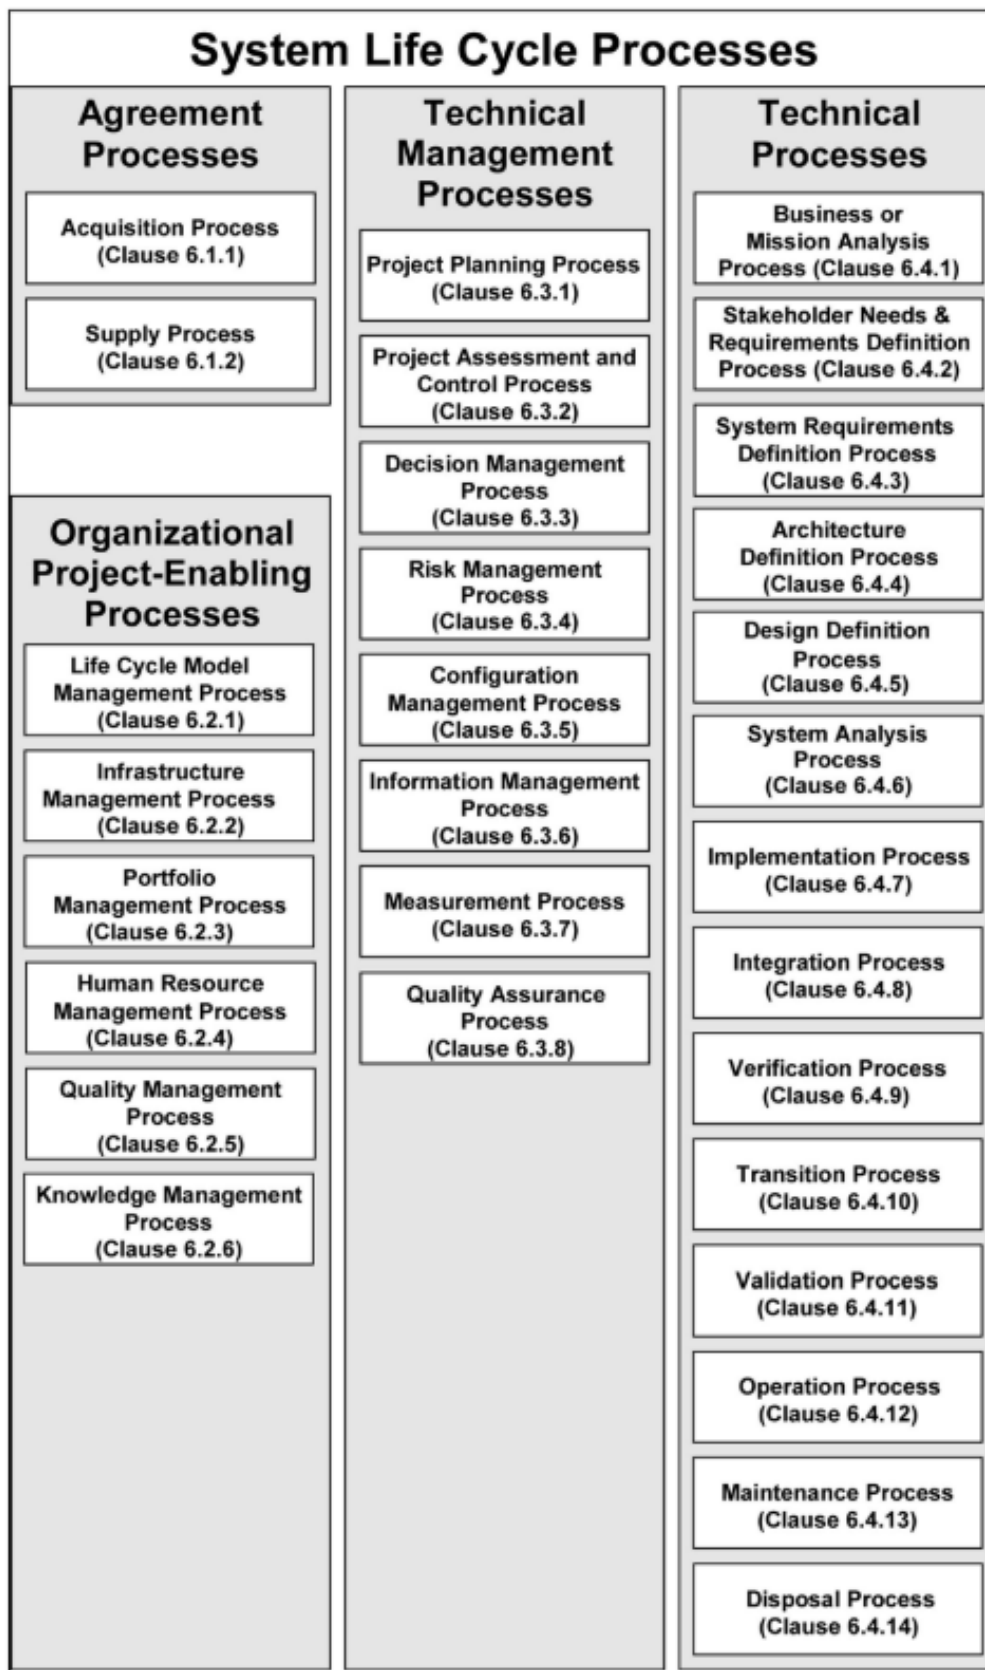 System Life Cycle Processes
Agreement
Processes
Acquisition Process
(Clause 6.1.1)
Supply Process
(Clause 6.1.2)
Organizational
Project-Enabling
Processes
Life Cycle Model
Management Process
(Clause 6.2.1)
Infrastructure
Management Process
(Clause 6.2.2)
Portfolio
Management Process
(Clause 6.2.3)
Human Resource
Management Process
(Clause 6.2.4)
Quality Management
Process
(Clause 6.2.5)
Knowledge Management
Process
(Clause 6.2.6)
Technical
Management
Processes
Project Planning Process
(Clause 6.3.1)
Project Assessment and
Control Process
(Clause 6.3.2)
Decision Management
Process
(Clause 6.3.3)
Risk Management
Process
(Clause 6.3.4)
Configuration
Management Process
(Clause 6.3.5)
Information Management
Process
(Clause 6.3.6)
Measurement Process
(Clause 6.3.7)
Quality Assurance
Process
(Clause 6.3.8)
Technical
Processes
Business or
Mission Analysis
Process (Clause 6.4.1)
Stakeholder Needs &
Requirements Definition
Process (Clause 6.4.2)
System Requirements
Definition Process
(Clause 6.4.3)
Architecture
Definition Process
(Clause 6.4.4)
Design Definition
Process
(Clause 6.4.5)
System Analysis
Process
(Clause 6.4.6)
Implementation Process
(Clause 6.4.7)
Integration Process
(Clause 6.4.8)
Verification Process
(Clause 6.4.9)
Transition Process
(Clause 6.4.10)
Validation Process
(Clause 6.4.11)
Operation Process
(Clause 6.4.12)
Maintenance Process
(Clause 6.4.13)
Disposal Process
(Clause 6.4.14)